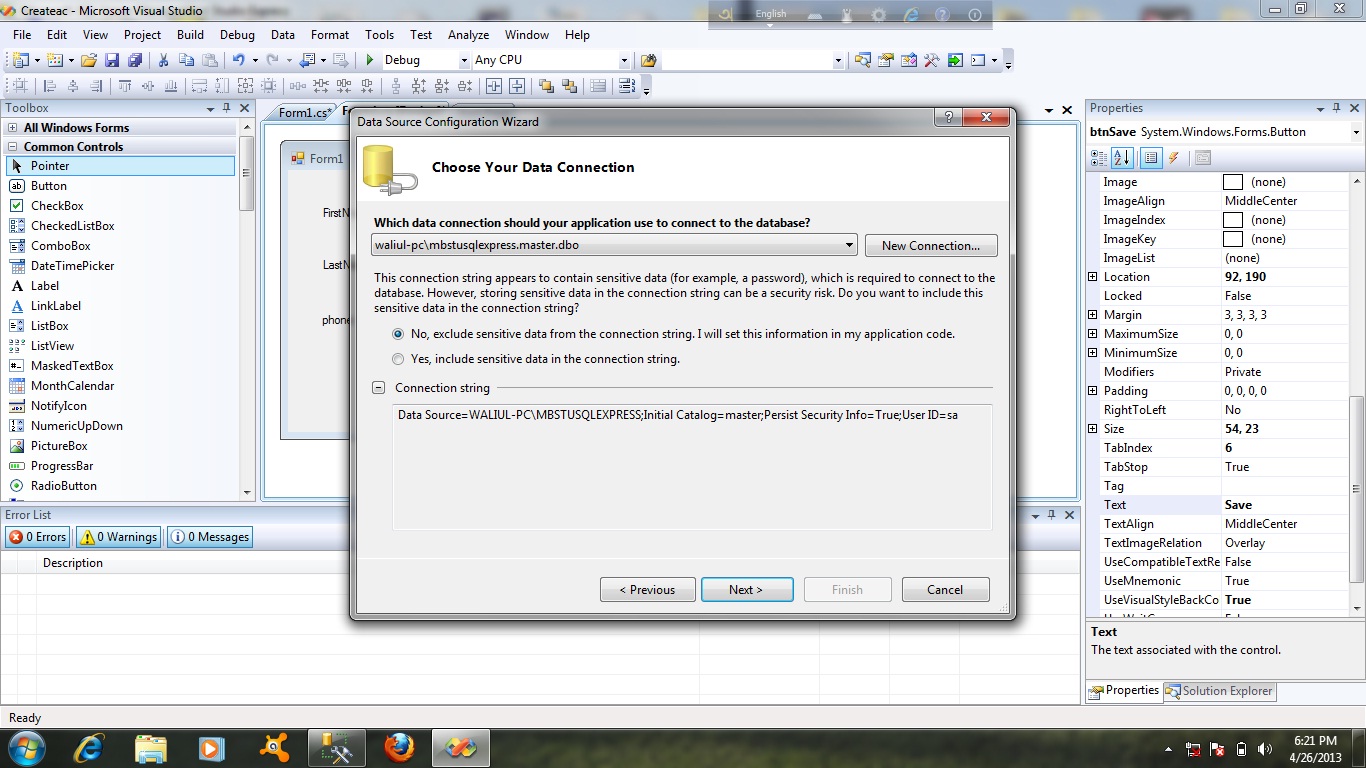 Createac - Microsoft Visual Studio
English
File Edit View Project Build Debug Data Format Tools Test Analyze Window Help
Debug Any CPU
Toolbox
All Windows Forms
Common Controls
Pointer
Button
CheckBox
CheckedListBox
ComboBox
DateTimePicker
Label
LinkLabel
ListBox
ListView
MaskedTextBox
MonthCalendar
NotifyIcon
NumericUpDown
PictureBox
ProgressBar
RadioButton
Form1.cs*
Form1
FirstN
LastN
phone
Data Source Configuration Wizard
Choose Your Data Connection
Which data connection should your application use to connect to the database?
waliul-pc\mbstusqlexpress.master.dbo
New Connection...
This connection string appears to contain sensitive data (for example, a password), which is required to connect to the
database. However, storing sensitive data in the connection string can be a security risk. Do you want to include this
sensitive data in the connection string?
No, exclude sensitive data from the connection string. I will set this information in my application code.
Yes, include sensitive data in the connection string.
Connection string
Data Source=WALIUL-PC\MBSTUSQLEXPRESS;Initial Catalog=master;Persist Security Info=True;User ID=sa
< Previous Next > Finish Cancel
Properties
btnSave System.Windows.Forms.Button
Image (none)
ImageAlign MiddleCenter
ImageIndex (none)
ImageKey (none)
ImageList (none)
Location 92, 190
Locked False
Margin 3, 3, 3, 3
MaximumSize 0, 0
MinimumSize 0, 0
Modifiers Private
Padding 0, 0, 0, 0
RightToLeft No
Size 54, 23
TabIndex 6
TabStop True
Tag
Text Save
TextAlign MiddleCenter
TextImageRelation Overlay
UseCompatibleTextRe False
UseMnemonic True
UseVisualStyleBackCo True
Text
The text associated with the control.
Properties Solution Explorer
Error List
0 Errors 0 Warnings 0 Messages
Description
Ready
6:21 PM
4/26/2013